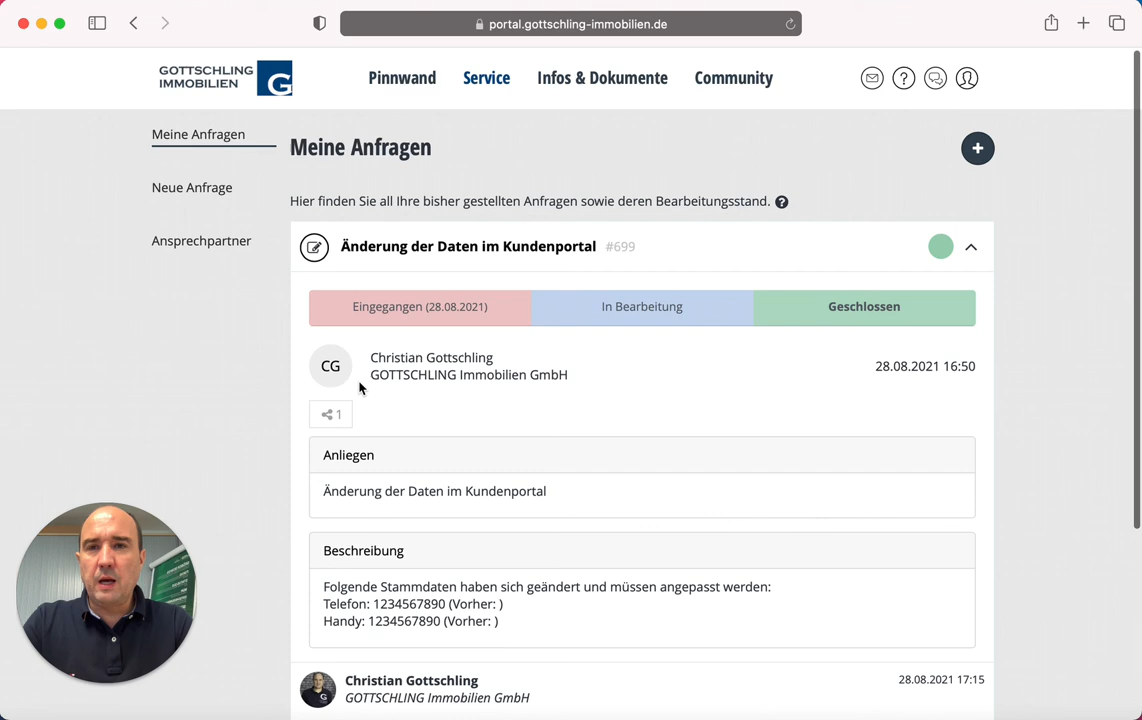 portal.gottschling-immobilien.de
GOTTSCHLING
IMMOBILIEN
G
Pinnwand
Service
Infos & Dokumente
Community
?
Meine Anfragen
Neue Anfrage
Ansprechpartner
Meine Anfragen
+
Hier finden Sie all Ihre bisher gestellten Anfragen sowie deren Bearbeitungsstand. ?
Änderung der Daten im Kundenportal #699
Eingegangen (28.08.2021)
In Bearbeitung
Geschlossen
CG
Christian Gottschling
GOTTSCHLING Immobilien GmbH
28.08.2021 16:50
1
Anliegen
Änderung der Daten im Kundenportal
Beschreibung
Folgende Stammdaten haben sich geändert und müssen angepasst werden:
Telefon: 1234567890 (Vorher: )
Handy: 1234567890 (Vorher: )
Christian Gottschling
GOTTSCHLING Immobilien GmbH
28.08.2021 17:15